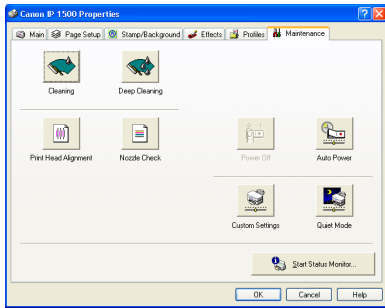 Canon IP 1500 Properties
Main Page Setup Stamp/Background Effects Profiles Maintenance
Cleaning Deep Cleaning
Print Head Alignment Nozzle Check Power Off Auto Power
Custom Settings Quiet Mode
Start Status Monitor...
OK Cancel Help